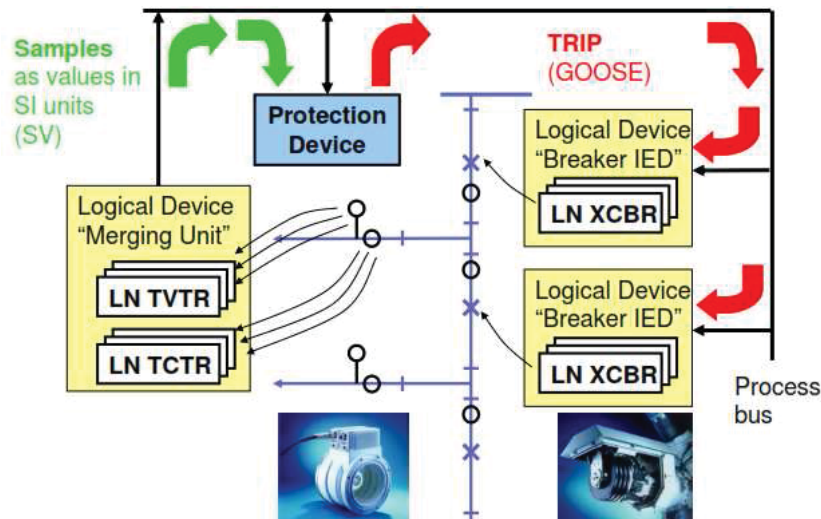 Samples
as values in
SI units
(SV)
Protection
Device
TRIP
(GOOSE)
Logical Device
“Breaker IED”
LN XCBR
Logical Device
“Merging Unit”
LN TVTR
LN TCTR
Logical Device
“Breaker IED”
LN XCBR
Process
bus